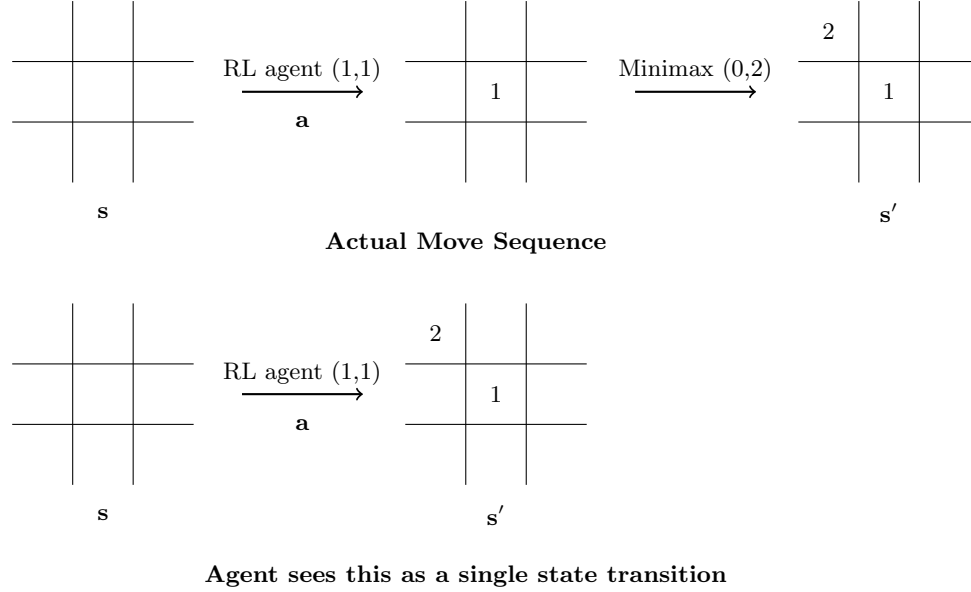 2
RL agent (1,1)
Minimax (0,2)
1
1
a
s
s′
Actual Move Sequence
2
RL agent (1,1)
1
a
s
s′
Agent sees this as a single state transition